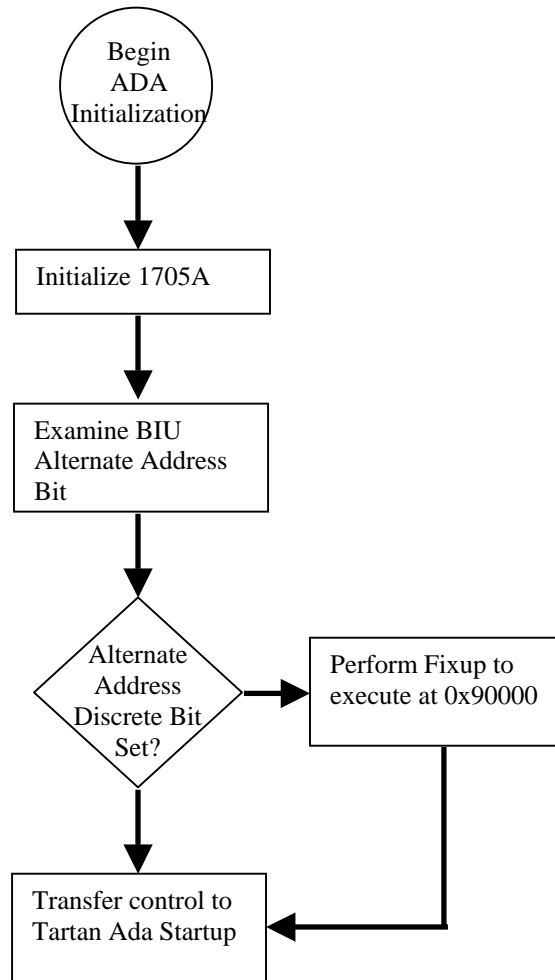 Begin
ADA
Initialization
Initialize 1705A
Examine BIU
Alternate Address
Bit
Alternate
Address
Discrete Bit
Set?
Perform Fixup to
execute at 0x90000
Transfer control to
Tartan Ada Startup